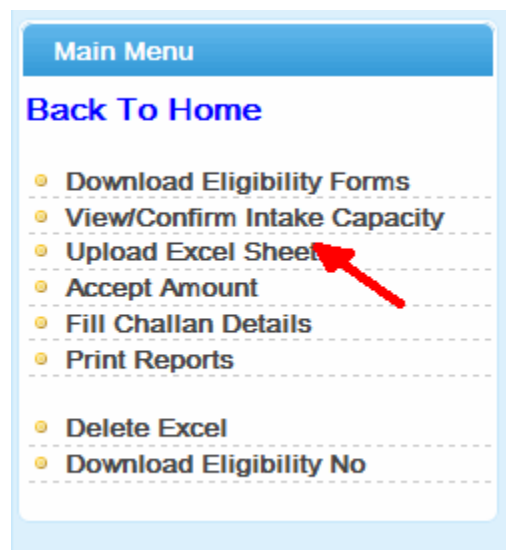 Main Menu
Back To Home
Download Eligibility Forms
View/Confirm Intake Capacity
Upload Excel Sheet
Accept Amount
Fill Challan Details
Print Reports
Delete Excel
Download Eligibility No